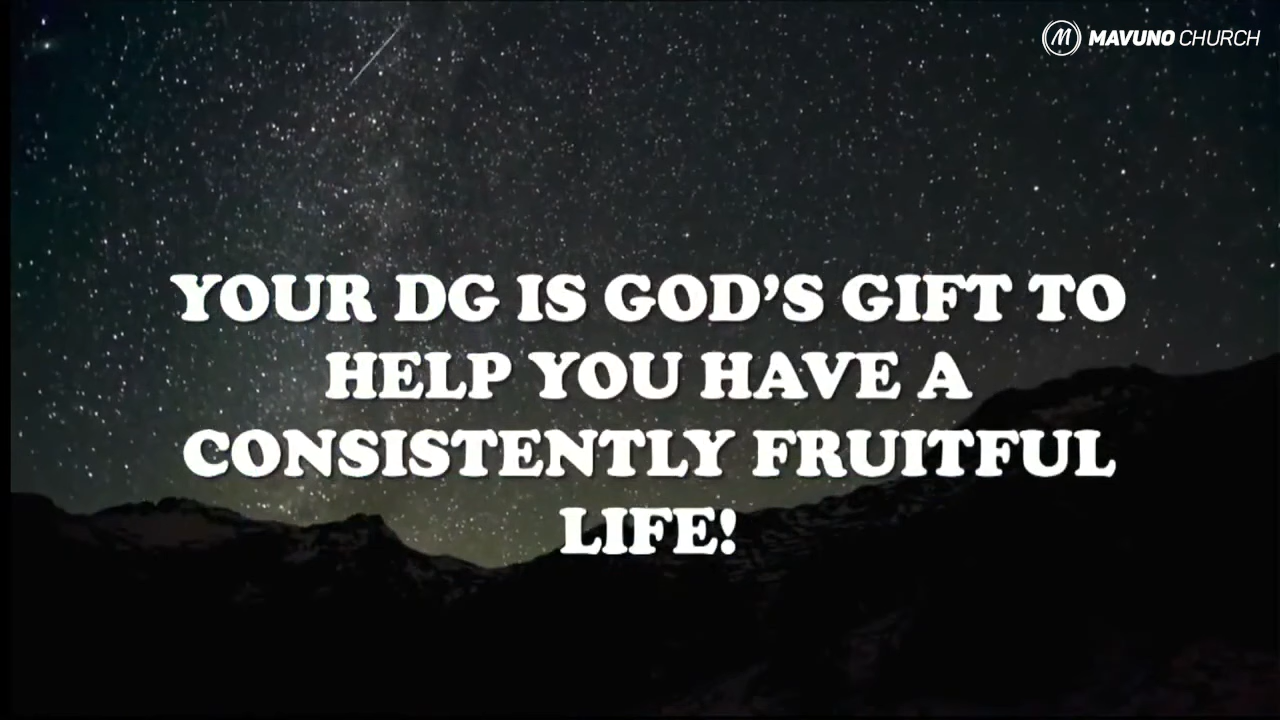 MAVUNO CHURCH
YOUR DG IS GOD’S GIFT TO
HELP YOU HAVE A
CONSISTENTLY FRUITFUL
LIFE!